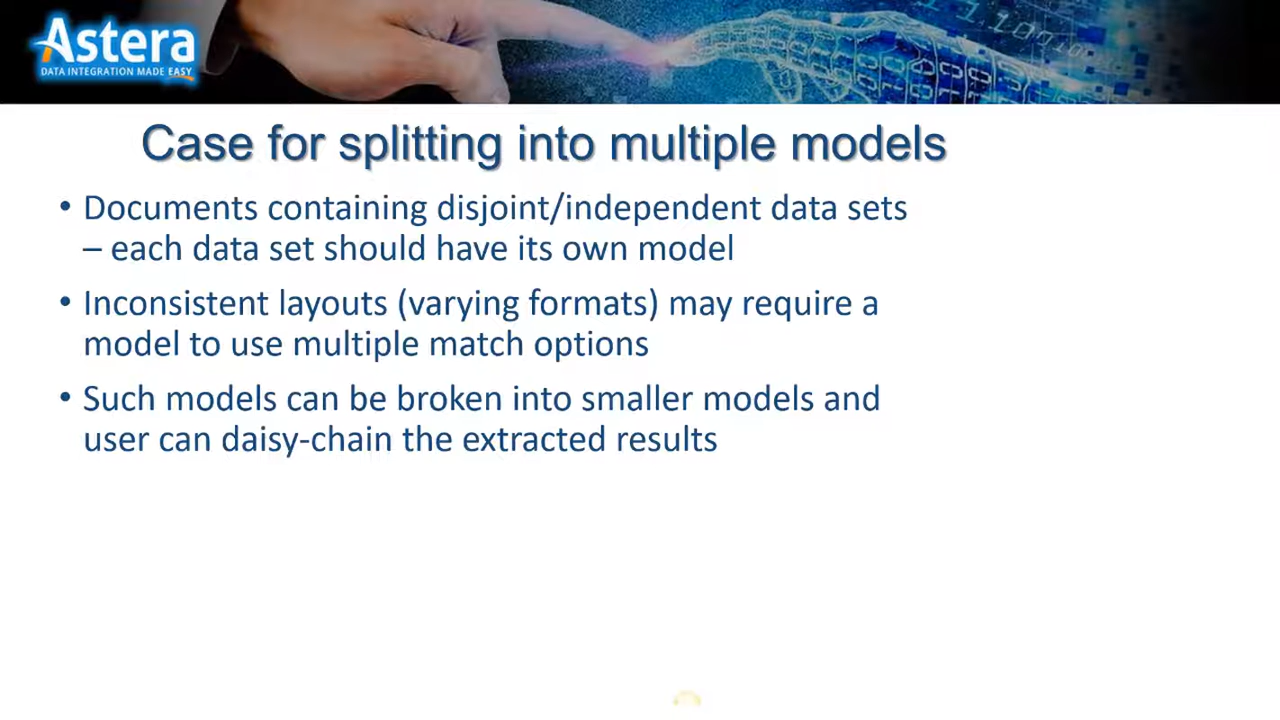 Astera
DATA INTEGRATION MADE EASY
Case for splitting into multiple models
• Documents containing disjoint/independent data sets
– each data set should have its own model
• Inconsistent layouts (varying formats) may require a
model to use multiple match options
• Such models can be broken into smaller models and
user can daisy-chain the extracted results